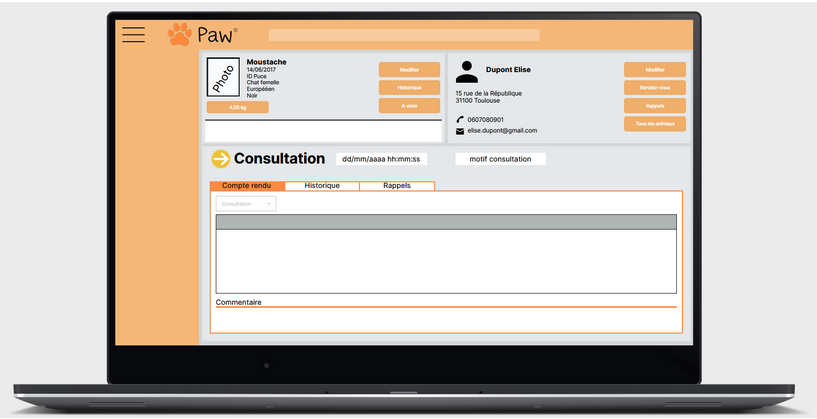 Paw®
Photo
Moustache
14/06/2017
ID Puce
Chat femelle
Européen
Noir
4,05 kg
Modifier
Historique
A venir
Dupont Elise
15 rue de la République
31100 Toulouse
0607080901
elise.dupont@gmail.com
Modifier
Rendez-vous
Rappels
Tous les animaux
Consultation
dd/mm/aaaa hh:mm:ss
motif consultation
Compte rendu
Historique
Rappels
Consultation
Commentaire